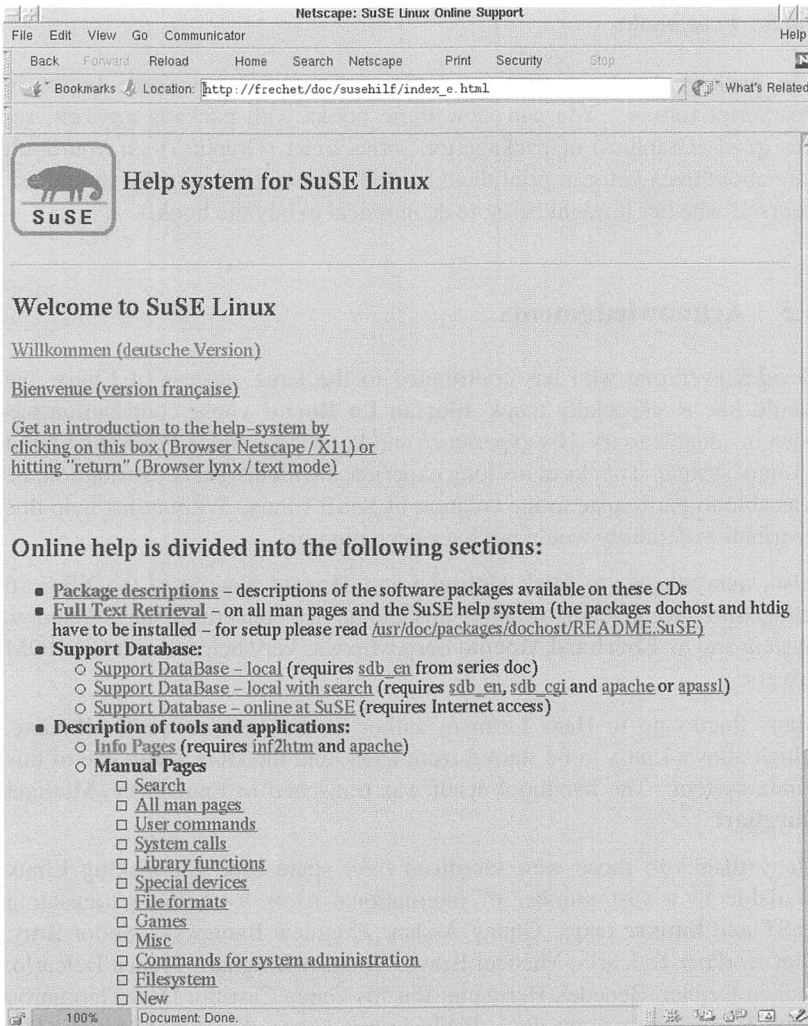 Netscape: SuSE Linux Online Support
File Edit View Go Communicator Help
Back Forward Reload Home Search Netscape Print Security Stop
Bookmarks Location: http://frechet/doc/susehilf/index_e.html What's Related
SuSE
Help system for SuSE Linux
Welcome to SuSE Linux
Willkommen (deutsche Version)
Bienvenue (version française)
Get an introduction to the help-system by
clicking on this box (Browser Netscape / X11) or
hitting "return" (Browser lynx / text mode)
Online help is divided into the following sections:
Package descriptions – descriptions of the software packages available on these CDs
Full Text Retrieval – on all man pages and the SuSE help system (the packages dochost and htdig
have to be installed – for setup please read /usr/doc/packages/dochost/README.SuSE)
Support Database:
Support DataBase – local (requires sdb_en from series doc)
Support DataBase – local with search (requires sdb_en, sdb_cgi and apache or apassl)
Support Database – online at SuSE (requires Internet access)
Description of tools and applications:
Info Pages (requires inf2htm and apache)
Manual Pages
Search
All man pages
User commands
System calls
Library functions
Special devices
File formats
Games
Misc
Commands for system administration
Filesystem
New
100% Document: Done.